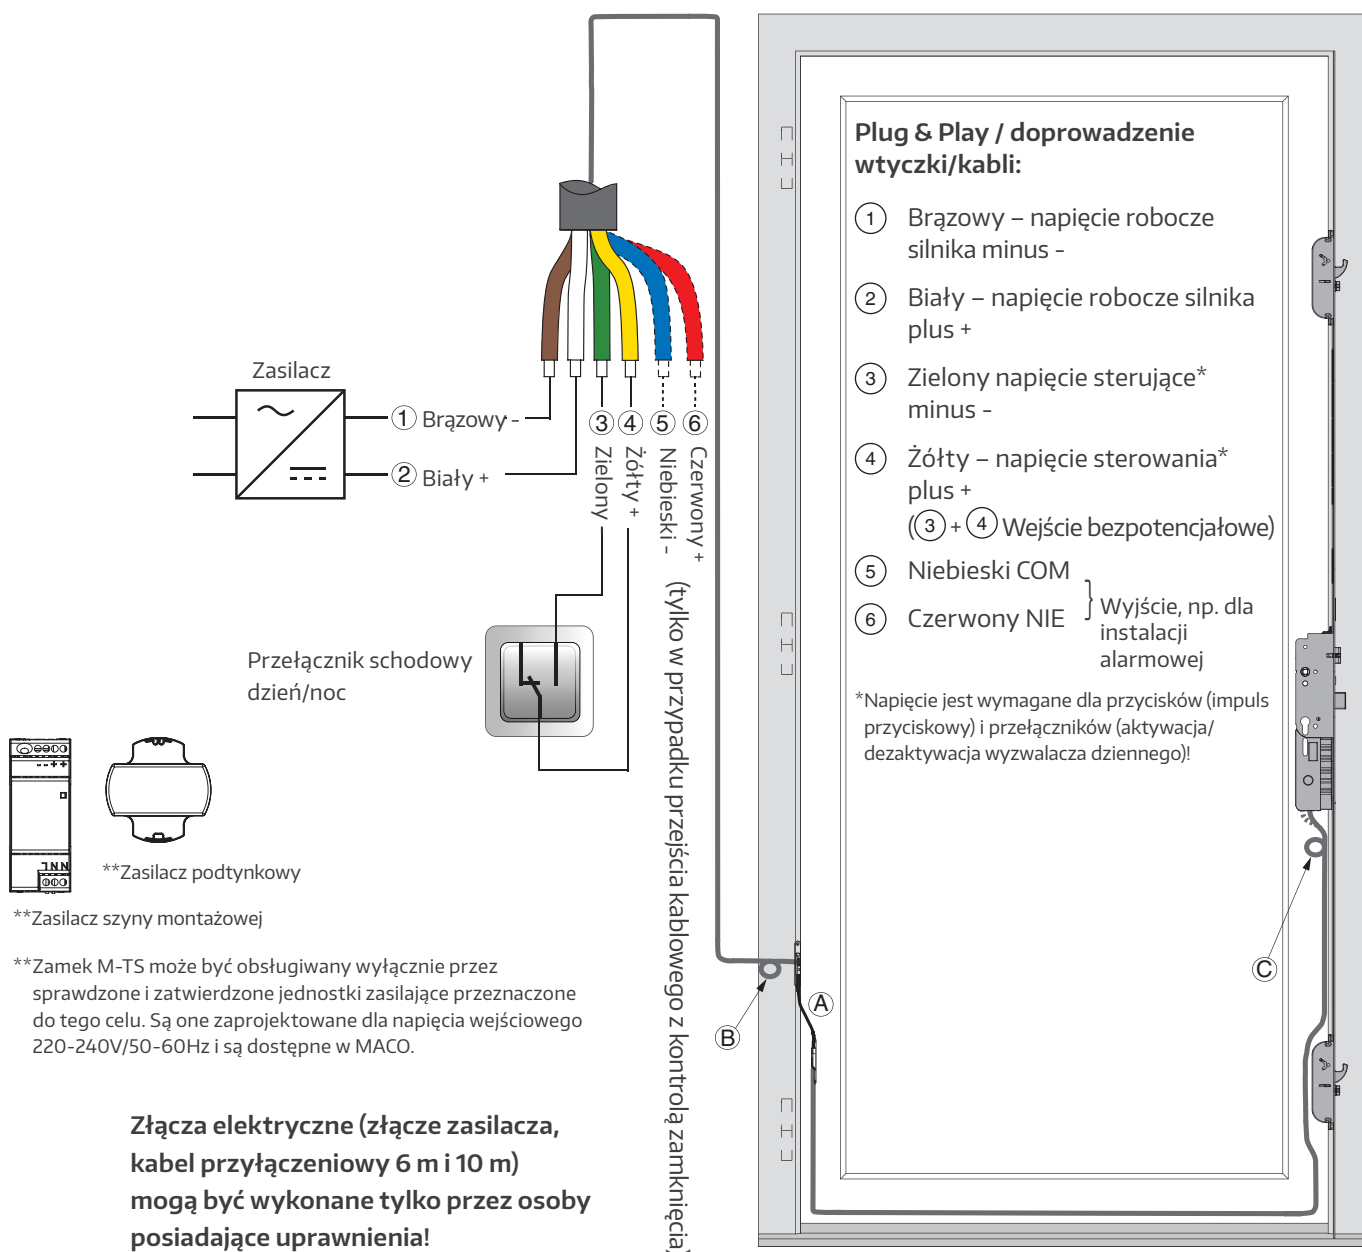 Plug & Play / doprowadzenie
wtyczki/kabli:
1 Brązowy – napięcie robocze
silnika minus -
2 Biały – napięcie robocze silnika
plus +
3 Zielony napięcie sterujące*
minus -
4 Żółty – napięcie sterowania*
plus +
(3 + 4 Wejście bezpotencjałowe)
5 Niebieski COM
6 Czerwony NIE
} Wyjście, np. dla
instalacji
alarmowej
*Napięcie jest wymagane dla przycisków (impuls
przyciskowy) i przełączników (aktywacja/
dezaktywacja wyzwalacza dziennego)!
Zasilacz
1 Brązowy -
2 Biały +
3 Zielony
4 Żółty +
5 Niebieski -
6 Czerwony +
(tylko w przypadku przejścia kablowego z kontrolą zamknięcia)
Przełącznik schodowy
dzień/noc
--++
LNN
**Zasilacz podtynkowy
**Zasilacz szyny montażowej
**Zamek M-TS może być obsługiwany wyłącznie przez
sprawdzone i zatwierdzone jednostki zasilające przeznaczone
do tego celu. Są one zaprojektowane dla napięcia wejściowego
220-240V/50-60Hz i są dostępne w MACO.
A
B
C
Złącza elektryczne (złącze zasilacza,
kabel przyłączeniowy 6 m i 10 m)
mogą być wykonane tylko przez osoby
posiadające uprawnienia!